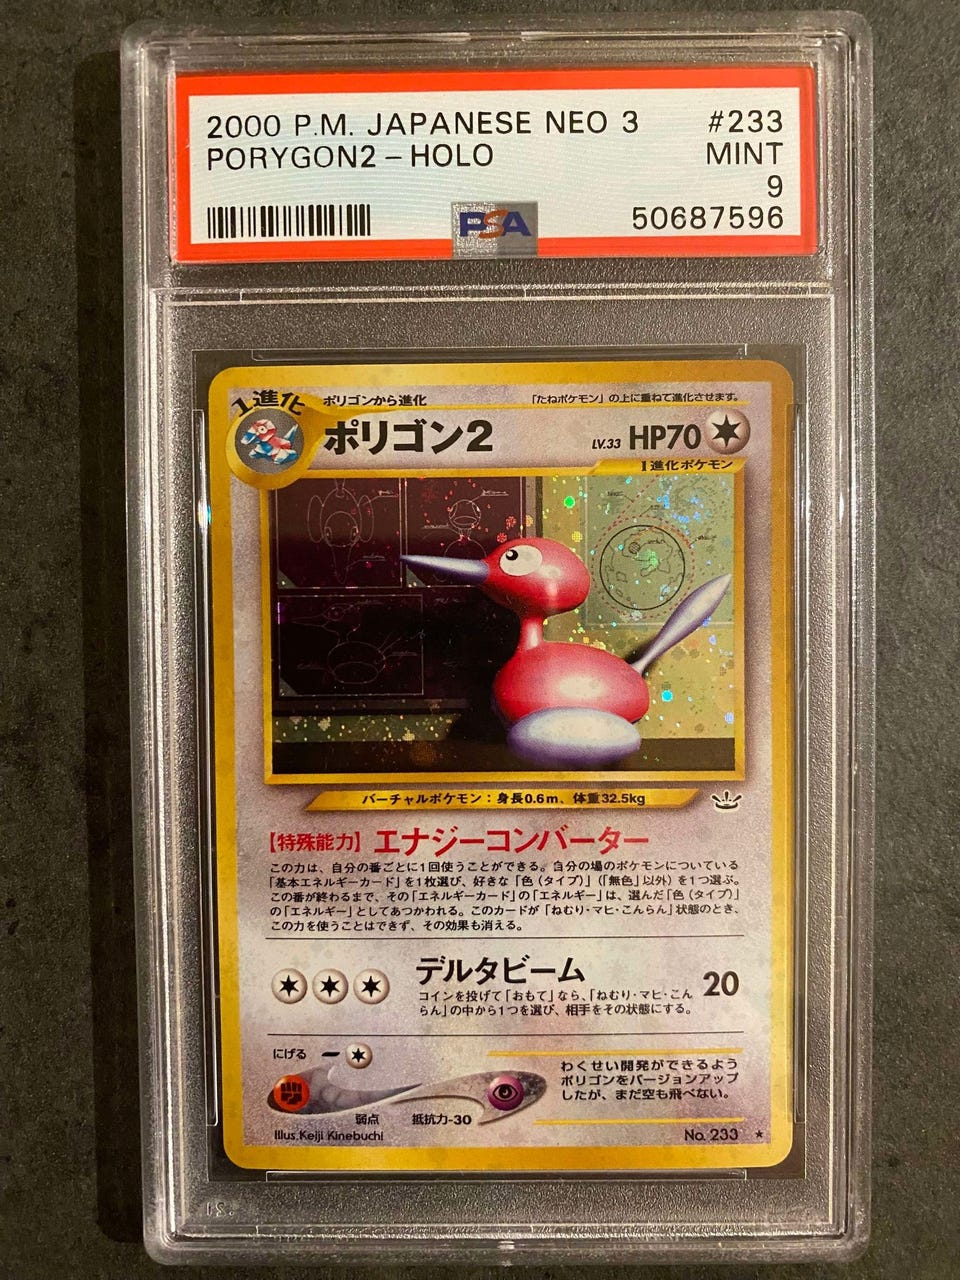 2000 P.M. JAPANESE NEO 3 #233
PORYGON2 - HOLO MINT
9
PSA 50687596
1進化 ポリゴンから進化 「たねポケモン」の上に重ねて進化させます。
ポリゴン2 LV.33 HP70
1進化ポケモン
バーチャルポケモン：身長0.6m、体重32.5kg
【特殊能力】エナジーコンバーター
この力は、自分の番ごとに1回使うことができる。自分の場のポケモンについている
「基本エネルギーカード」を1枚選び、好きな「色(タイプ)」(「無色」以外)を1つ選ぶ。
この番が終わるまで、その「エネルギーカード」の「エネルギー」は、選んだ「色(タイプ)」
の「エネルギー」としてあつかわれる。このカードが「ねむり・マヒ・こんらん」状態のとき、
この力を使うことはできず、その効果も消える。
デルタビーム 20
コインを投げて「おもて」なら、「ねむり・マヒ・こん
らん」の中から1つを選び、相手をその状態にする。
にげる
わくせい開発ができるよう
ポリゴンをバージョンアップ
したが、まだ空も飛べない。
弱点 抵抗力-30
Illus.Keiji Kinebuchi No. 233 ★